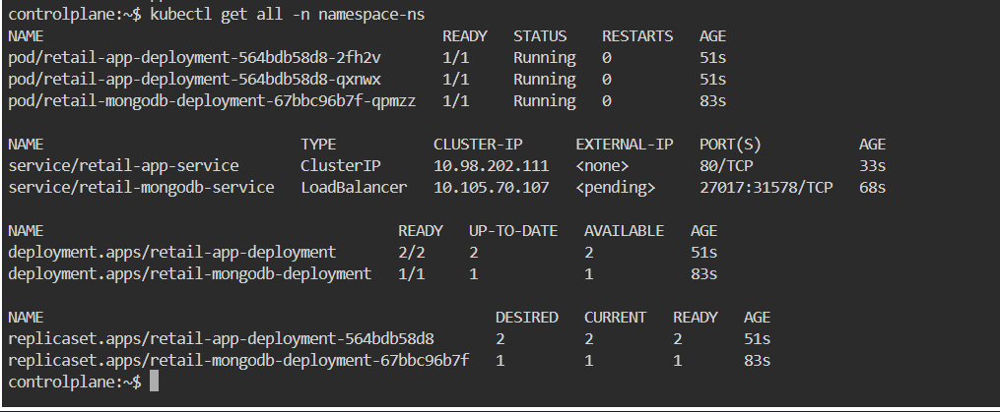 controlplane:~$ kubectl get all -n namespace-ns
NAME READY STATUS RESTARTS AGE
pod/retail-app-deployment-564bdb58d8-2fh2v 1/1 Running 0 51s
pod/retail-app-deployment-564bdb58d8-qxnwx 1/1 Running 0 51s
pod/retail-mongodb-deployment-67bbc96b7f-qpmzz 1/1 Running 0 83s
NAME TYPE CLUSTER-IP EXTERNAL-IP PORT(S) AGE
service/retail-app-service ClusterIP 10.98.202.111 <none> 80/TCP 33s
service/retail-mongodb-service LoadBalancer 10.105.70.107 <pending> 27017:31578/TCP 68s
NAME READY UP-TO-DATE AVAILABLE AGE
deployment.apps/retail-app-deployment 2/2 2 2 51s
deployment.apps/retail-mongodb-deployment 1/1 1 1 83s
NAME DESIRED CURRENT READY AGE
replicaset.apps/retail-app-deployment-564bdb58d8 2 2 2 51s
replicaset.apps/retail-mongodb-deployment-67bbc96b7f 1 1 1 83s
controlplane:~$